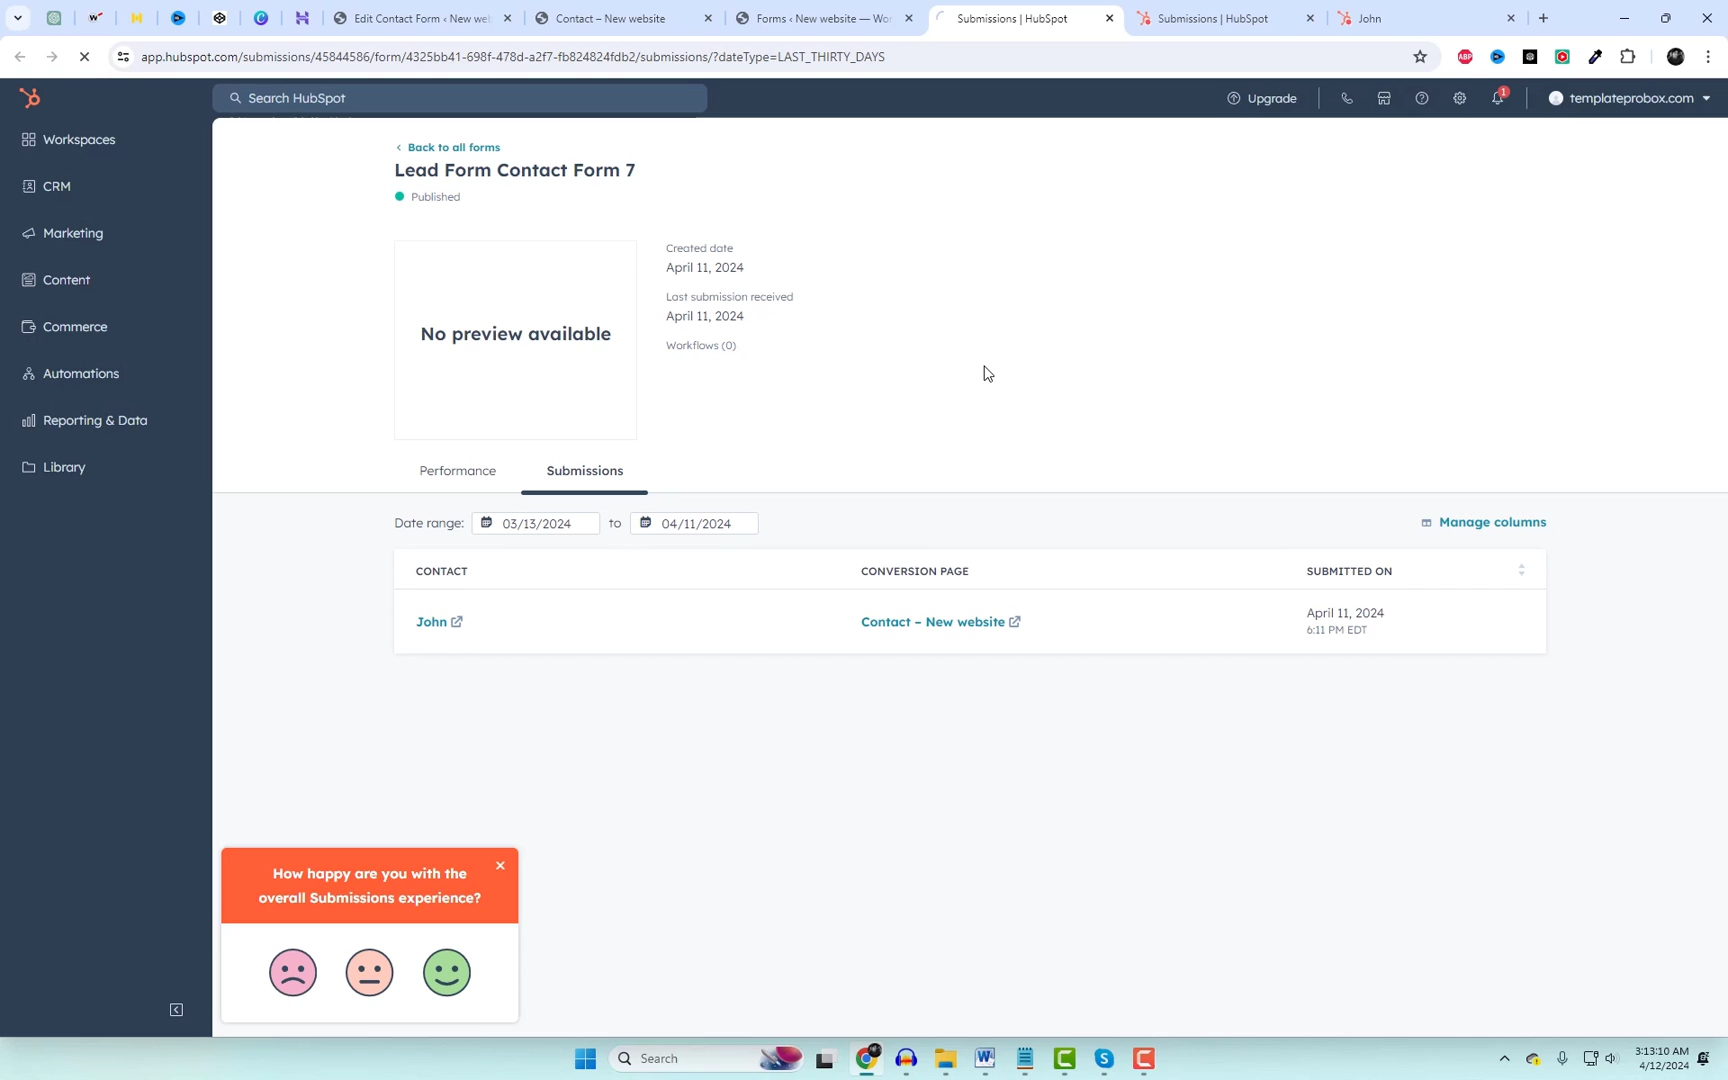 Edit Contact Form ‹ New web
Contact – New website
Forms ‹ New website — Wor
Submissions | HubSpot
Submissions | HubSpot
John
app.hubspot.com/submissions/45844586/form/4325bb41-698f-478d-a2f7-fb824824fdb2/submissions/?dateType=LAST_THIRTY_DAYS
ABP
Search HubSpot
Upgrade
1
templateprobox.com
Workspaces
CRM
Marketing
Content
Commerce
Automations
Reporting & Data
Library
Back to all forms
Lead Form Contact Form 7
Published
No preview available
Created date
April 11, 2024
Last submission received
April 11, 2024
Workflows (0)
Performance
Submissions
Date range:
03/13/2024
to
04/11/2024
Manage columns
CONTACT
CONVERSION PAGE
SUBMITTED ON
John
Contact – New website
April 11, 2024
6:11 PM EDT
How happy are you with the
overall Submissions experience?
Search
3:13:10 AM
4/12/2024